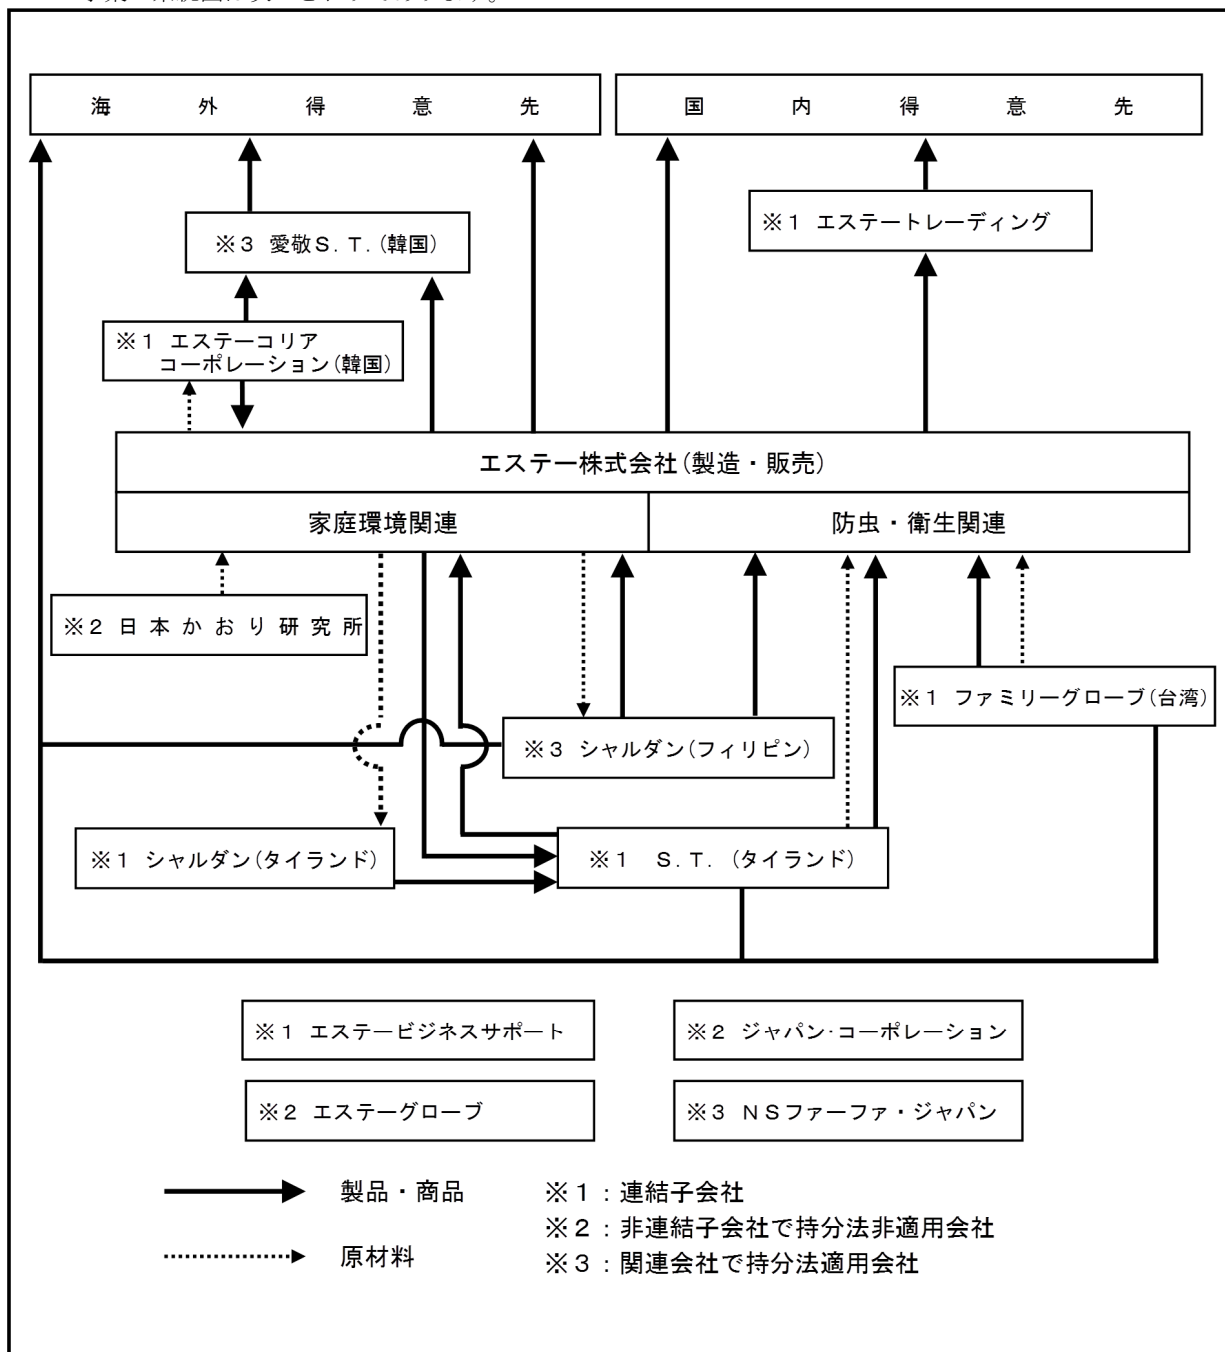 海外得意先
国内得意先
※1 エステートレーディング
※3 愛敬S.T.(韓国)
※1 エステーコリア
コーポレーション(韓国)
エステー株式会社(製造・販売)
家庭環境関連
防虫・衛生関連
※2 日本かおり研究所
※1 ファミリーグローブ(台湾)
※3 シャルダン(フィリピン)
※1 シャルダン(タイランド)
※1 S.T.(タイランド)
※1 エステービジネスサポート
※2 ジャパン・コーポレーション
※2 エステーグローブ
※3 NSファーファ・ジャパン
製品・商品
※1:連結子会社
※2:非連結子会社で持分法非適用会社
原材料
※3:関連会社で持分法適用会社